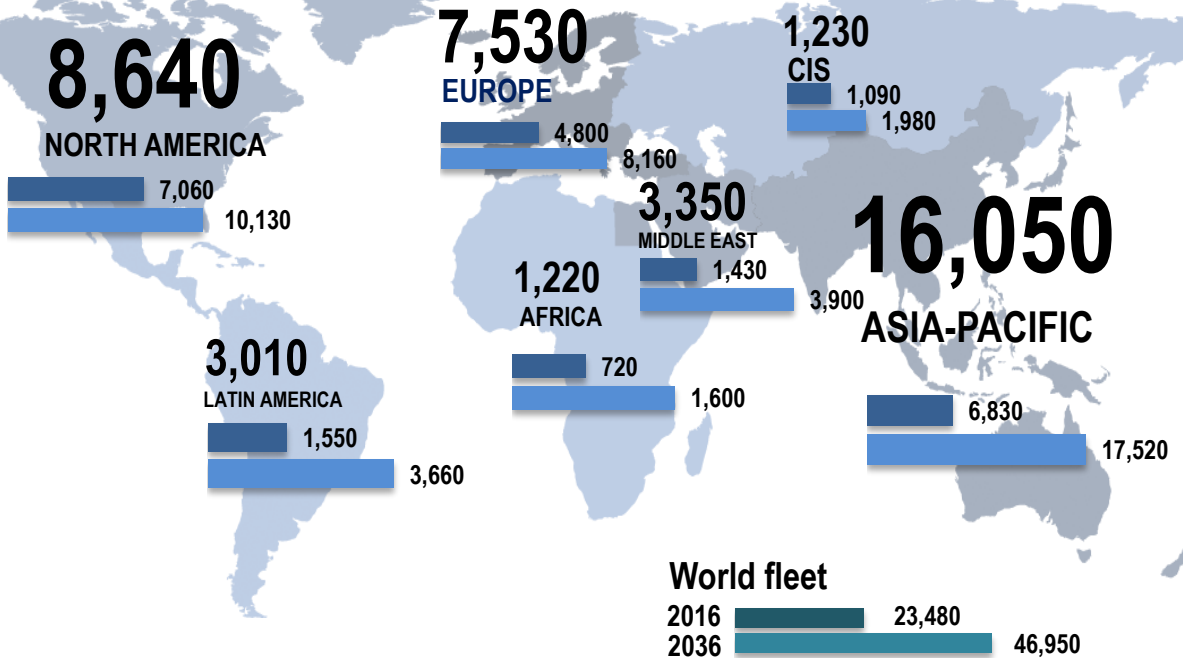 8,640
NORTH AMERICA
7,060
10,130
7,530
EUROPE
4,800
8,160
1,230
CIS
1,090
1,980
3,350
MIDDLE EAST
1,430
3,900
16,050
ASIA-PACIFIC
6,830
17,520
1,220
AFRICA
720
1,600
3,010
LATIN AMERICA
1,550
3,660
World fleet
2016 23,480
2036 46,950